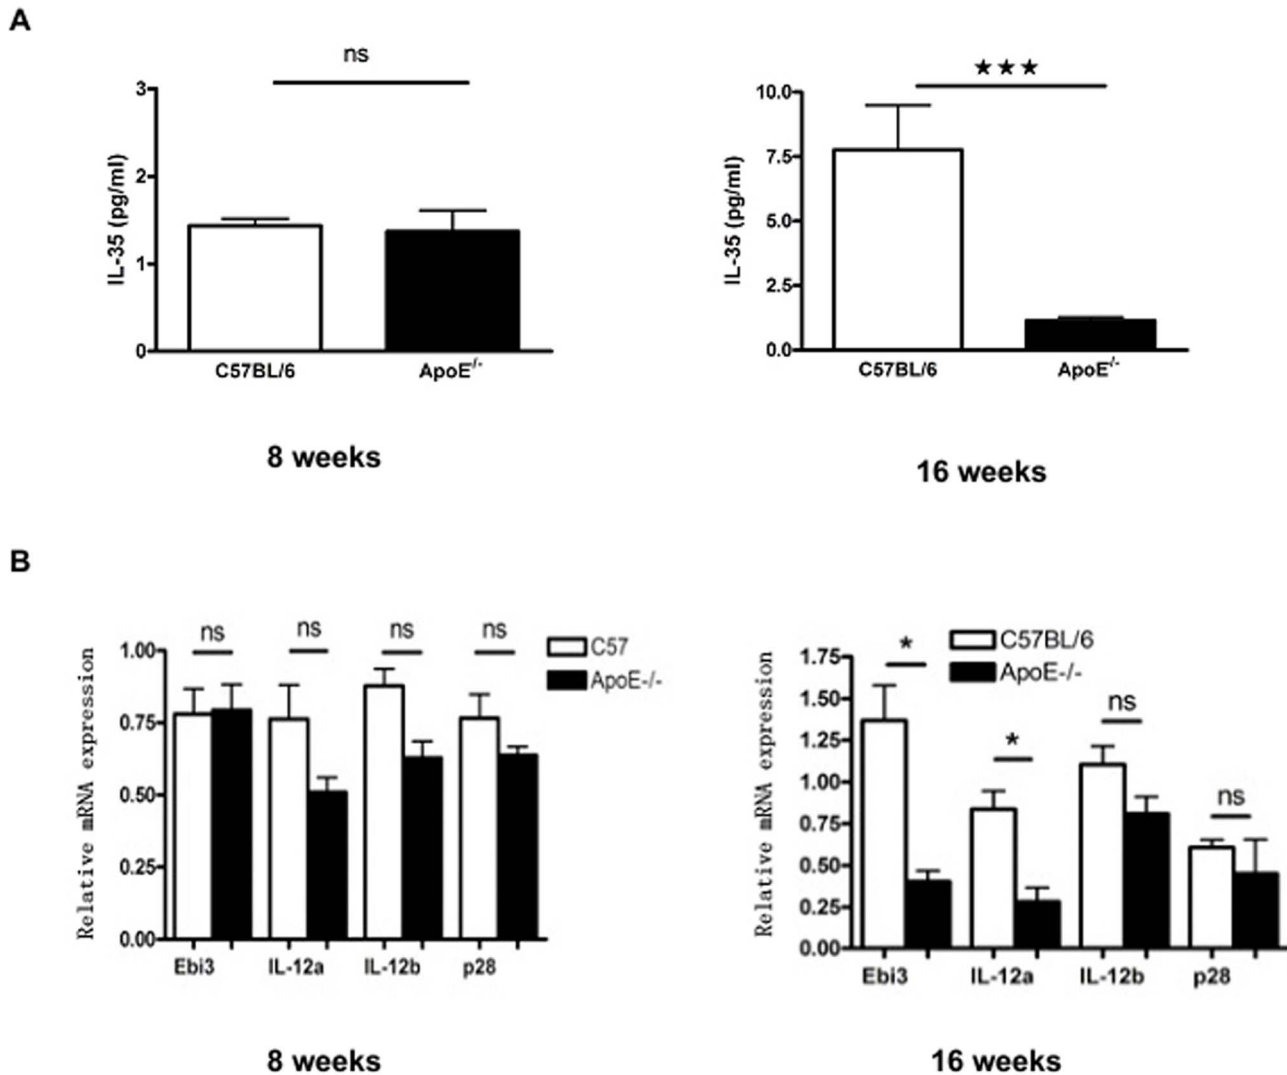 A
ns
3
2
1
0
IL-35 (pg/ml)
C57BL/6 ApoE-/-
8 weeks
★★★
10.0
7.5
5.0
2.5
0.0
IL-35 (pg/ml)
C57BL/6 ApoE-/-
16 weeks
B
ns ns ns ns
C57
ApoE-/-
1.00
0.75
0.50
0.25
0.00
Relative mRNA expression
Ebi3 IL-12a IL-12b p28
8 weeks
C57BL/6
ApoE-/-
* * ns ns
1.75
1.50
1.25
1.00
0.75
0.50
0.25
0.00
Relative mRNA expression
Ebi3 IL-12a IL-12b p28
16 weeks